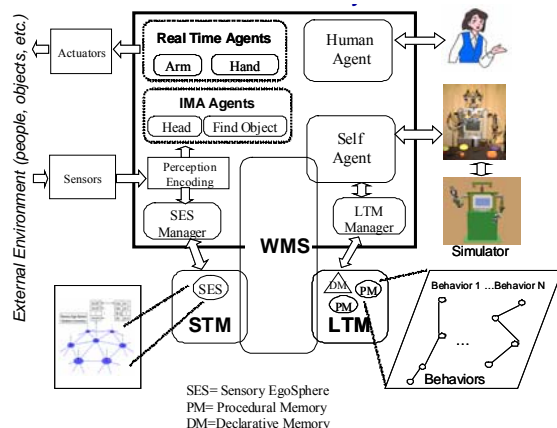 External Environment (people, objects, etc.)
Actuators
Real Time Agents
Arm
Hand
Human
Agent
IMA Agents
Head
Find Object
Self
Agent
Sensors
Perception
Encoding
SES
Manager
LTM
Manager
WMS
Simulator
SES
STM
DM
PM
PM
LTM
Behavior 1 ...Behavior N
...
Behaviors
SES= Sensory EgoSphere
PM= Procedural Memory
DM=Declarative Memory